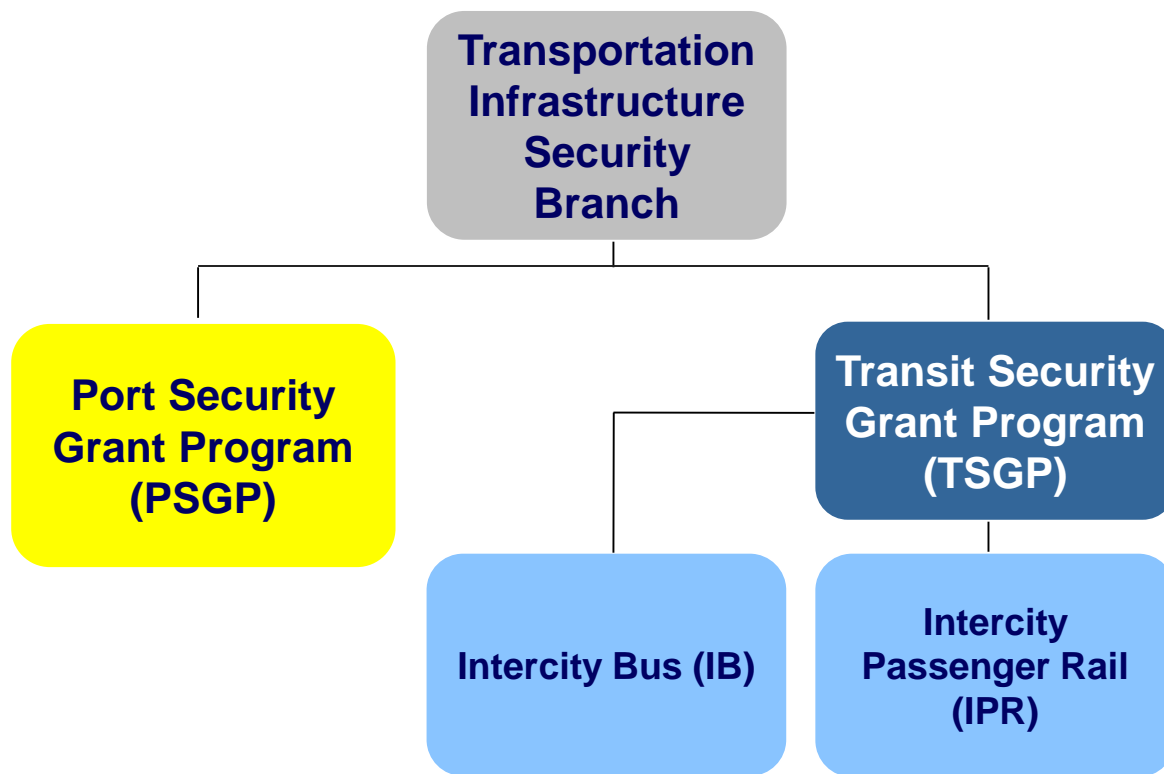 Transportation
Infrastructure
Security
Branch
Port Security
Grant Program
(PSGP)
Transit Security
Grant Program
(TSGP)
Intercity Bus (IB)
Intercity
Passenger Rail
(IPR)